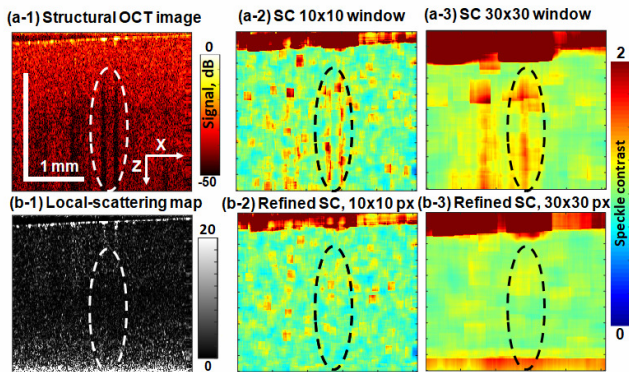 (a-1) Structural OCT image
(a-2) SC 10x10 window
(a-3) SC 30x30 window
0
Signal, dB
-50
1 mm
X
Z
2
Speckle contrast
0
(b-1) Local-scattering map
(b-2) Refined SC, 10x10 px
(b-3) Refined SC, 30x30 px
20
10
0